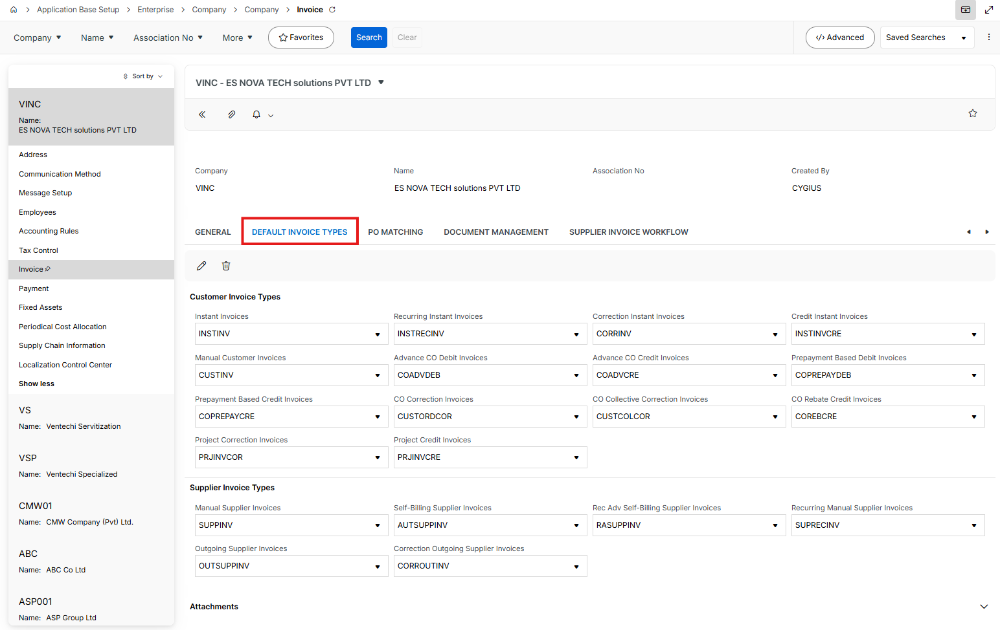 Application Base Setup > Enterprise > Company > Company > Invoice
Company Name Association No More Favorites Search Clear </> Advanced Saved Searches
Sort by
VINC
Name:
ES NOVA TECH solutions PVT LTD
Address
Communication Method
Message Setup
Employees
Accounting Rules
Tax Control
Invoice
Payment
Fixed Assets
Periodical Cost Allocation
Supply Chain Information
Localization Control Center
Show less
VS
Name: Ventechi Servitization
VSP
Name: Ventechi Specialized
CMW01
Name: CMW Company (Pvt) Ltd.
ABC
Name: ABC Co Ltd
ASP001
Name: ASP Group Ltd
VINC - ES NOVA TECH solutions PVT LTD
Company Name Association No Created By
VINC ES NOVA TECH solutions PVT LTD CYGIUS
GENERAL DEFAULT INVOICE TYPES PO MATCHING DOCUMENT MANAGEMENT SUPPLIER INVOICE WORKFLOW
Customer Invoice Types
Instant Invoices Recurring Instant Invoices Correction Instant Invoices Credit Instant Invoices
INSTINV INSTRECINV CORRINV INSTINVCRE
Manual Customer Invoices Advance CO Debit Invoices Advance CO Credit Invoices Prepayment Based Debit Invoices
CUSTINV COADVDEB COADVCRE COPREPAYDEB
Prepayment Based Credit Invoices CO Correction Invoices CO Collective Correction Invoices CO Rebate Credit Invoices
COPREPAYCRE CUSTORDCOR CUSTCOLCOR COREBCRE
Project Correction Invoices Project Credit Invoices
PRJINVCOR PRJINVCRE
Supplier Invoice Types
Manual Supplier Invoices Self-Billing Supplier Invoices Rec Adv Self-Billing Supplier Invoices Recurring Manual Supplier Invoices
SUPPINV AUTSUPPINV RASUPPINV SUPRECINV
Outgoing Supplier Invoices Correction Outgoing Supplier Invoices
OUTSUPPINV CORROUTINV
Attachments